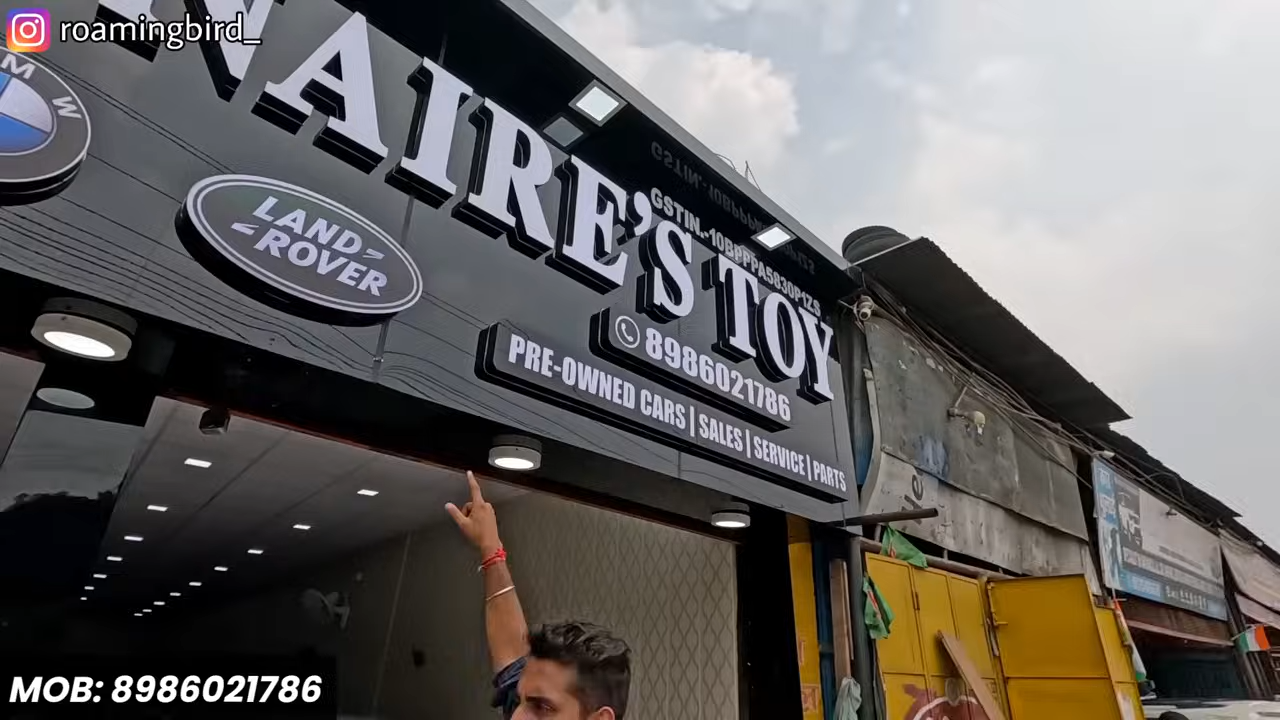 roamingbird_
M W
NAIRE'S TOY
GSTIN.-10BPPPA5830P1ZS
LAND
ROVER
8986021786
PRE-OWNED CARS | SALES | SERVICE | PARTS
MOB: 8986021786